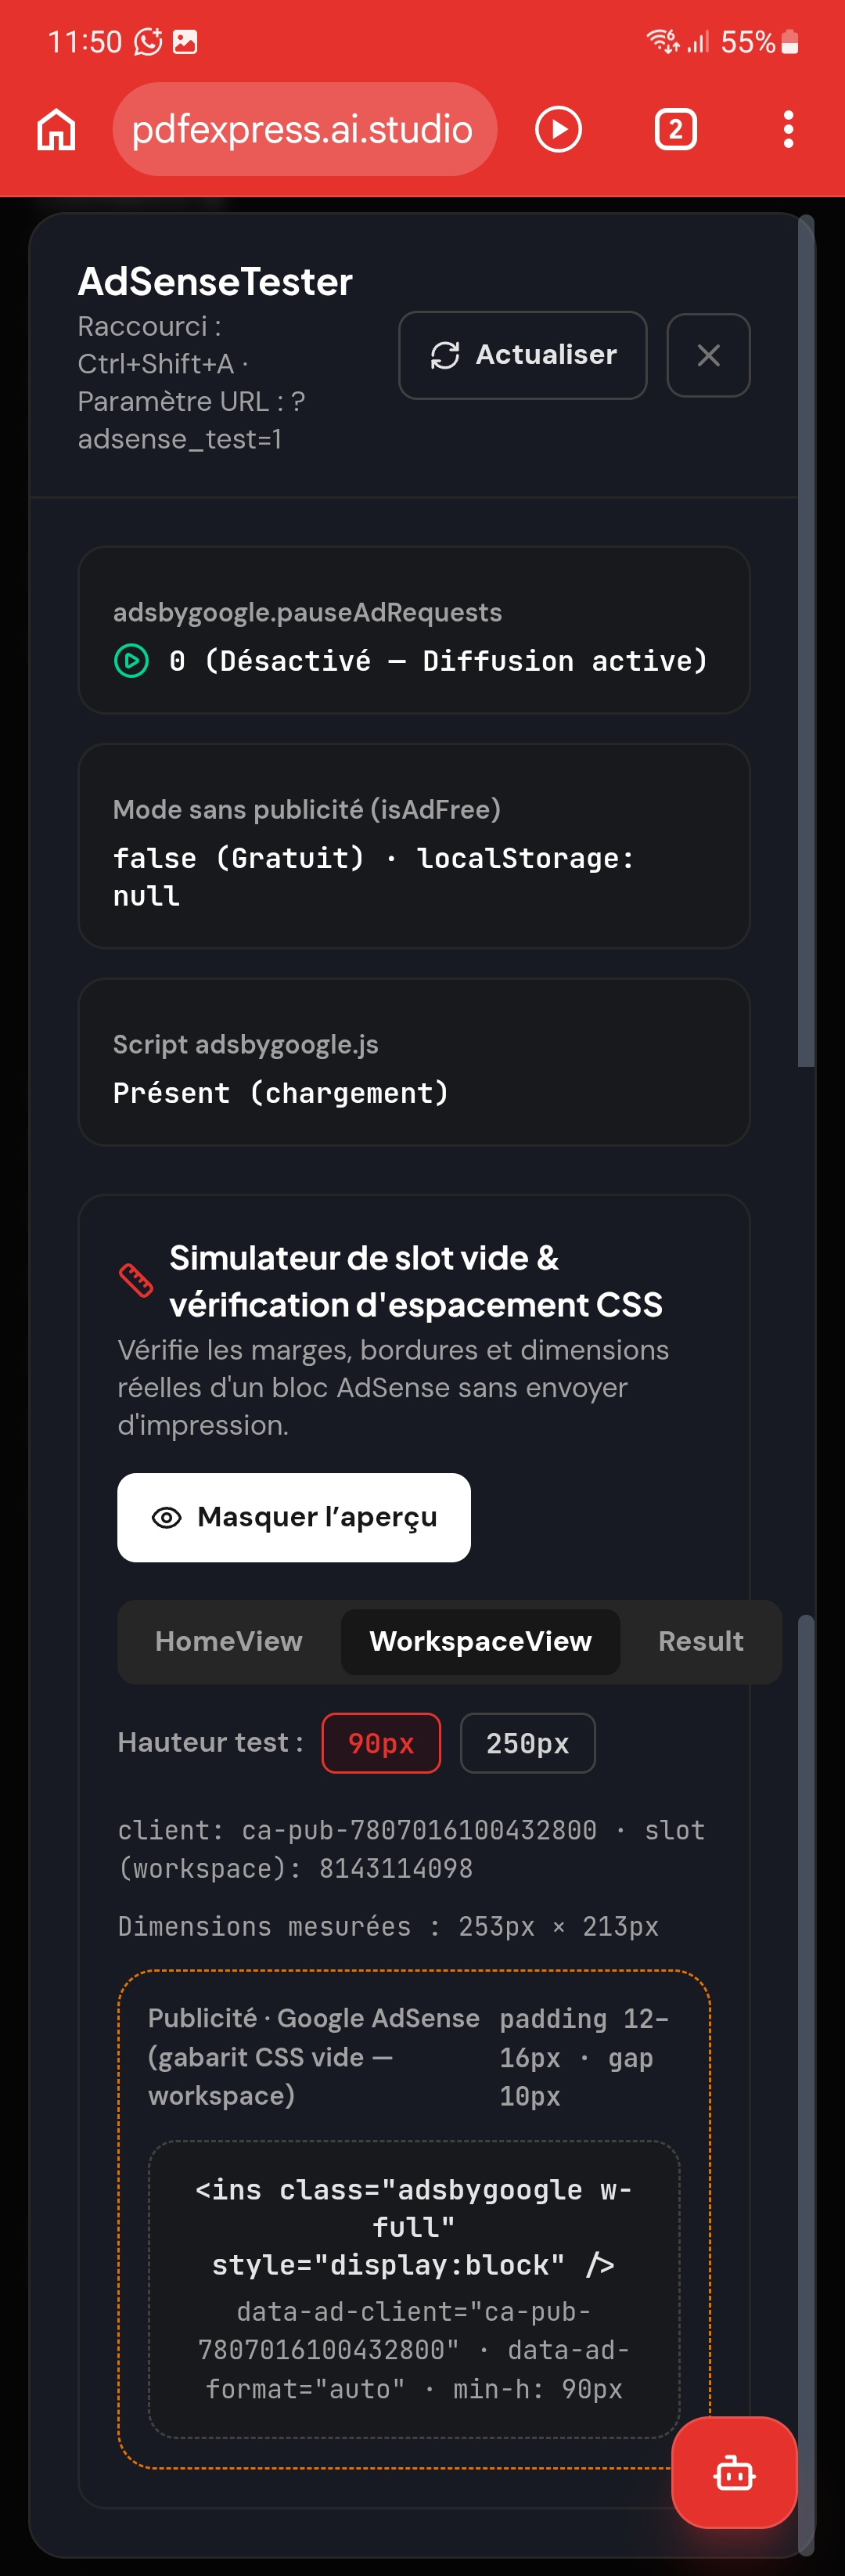 11:50
55%
pdfexpress.ai.studio
2
AdSenseTester
Raccourci :
Ctrl+Shift+A ·
Paramètre URL : ?
adsense_test=1
Actualiser
adsbygoogle.pauseAdRequests
0 (Désactivé — Diffusion active)
Mode sans publicité (isAdFree)
false (Gratuit) · localStorage:
null
Script adsbygoogle.js
Présent (chargement)
Simulateur de slot vide &
vérification d'espacement CSS
Vérifie les marges, bordures et dimensions
réelles d'un bloc AdSense sans envoyer
d'impression.
Masquer l’aperçu
HomeView WorkspaceView Result
Hauteur test : 90px 250px
client: ca-pub-7807016100432800 · slot
(workspace): 8143114098
Dimensions mesurées : 253px × 213px
Publicité · Google AdSense
(gabarit CSS vide —
workspace)
padding 12–
16px · gap
10px
<ins class="adsbygoogle w-
full"
style="display:block" />
data-ad-client="ca-pub-
7807016100432800" · data-ad-
format="auto" · min-h: 90px